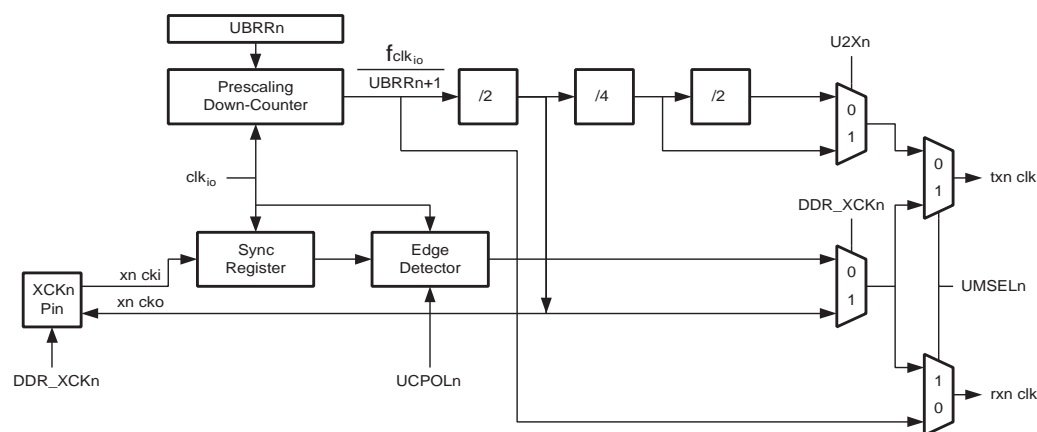 UBRRn
fclkio
UBRRn+1
U2Xn
Prescaling
Down-Counter
/2
/4
/2
0
1
clkio
0
1
txn clk
DDR_XCKn
Sync
Register
Edge
Detector
0
1
xn cki
XCKn
Pin
xn cko
UMSELn
DDR_XCKn
UCPOLn
1
0
rxn clk